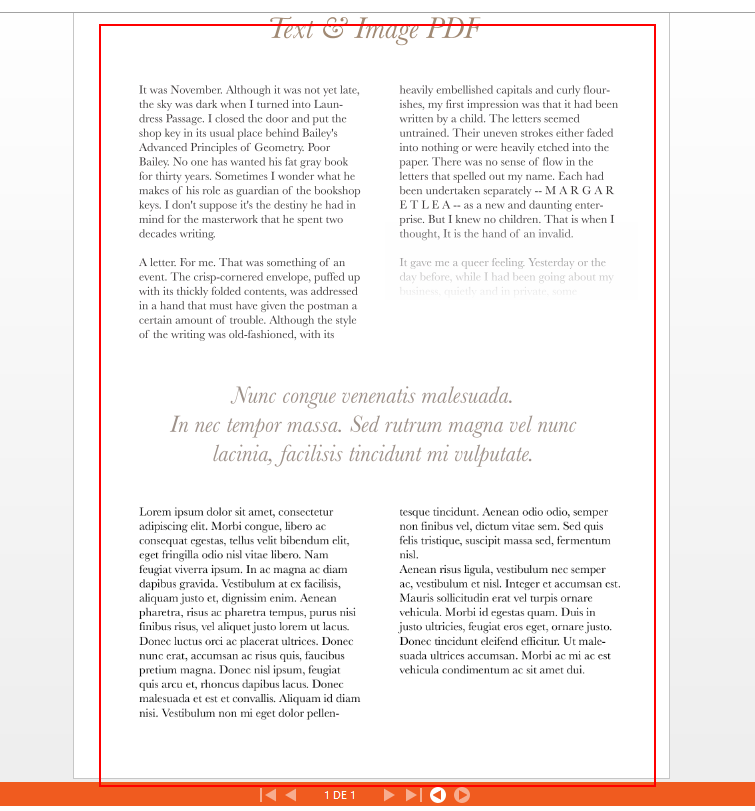 Text & Image PDF
It was November. Although it was not yet late,
the sky was dark when I turned into Laun-
dress Passage. I closed the door and put the
shop key in its usual place behind Bailey's
Advanced Principles of Geometry. Poor
Bailey. No one has wanted his fat gray book
for thirty years. Sometimes I wonder what he
makes of his role as guardian of the bookshop
keys. I don't suppose it's the destiny he had in
mind for the masterwork that he spent two
decades writing.
A letter. For me. That was something of an
event. The crisp-cornered envelope, puffed up
with its thickly folded contents, was addressed
in a hand that must have given the postman a
certain amount of trouble. Although the style
of the writing was old-fashioned, with its
heavily embellished capitals and curly flour-
ishes, my first impression was that it had been
written by a child. The letters seemed
untrained. Their uneven strokes either faded
into nothing or were heavily etched into the
paper. There was no sense of flow in the
letters that spelled out my name. Each had
been undertaken separately -- M A R G A R
E T L E A -- as a new and daunting enter-
prise. But I knew no children. That is when I
thought, It is the hand of an invalid.
It gave me a queer feeling. Yesterday or the
day before, while I had been going about my
business, quietly and in private, some
Nunc congue venenatis malesuada.
In nec tempor massa. Sed rutrum magna vel nunc
lacinia, facilisis tincidunt mi vulputate.
Lorem ipsum dolor sit amet, consectetur
adipiscing elit. Morbi congue, libero ac
consequat egestas, tellus velit bibendum elit,
eget fringilla odio nisl vitae libero. Nam
feugiat viverra ipsum. In ac magna ac diam
dapibus gravida. Vestibulum at ex facilisis,
aliquam justo et, dignissim enim. Aenean
pharetra, risus ac pharetra tempus, purus nisi
finibus risus, vel aliquet justo lorem ut lacus.
Donec luctus orci ac placerat ultrices. Donec
nunc erat, accumsan ac risus quis, faucibus
pretium magna. Donec nisl ipsum, feugiat
quis arcu et, rhoncus dapibus lacus. Donec
malesuada et est et convallis. Aliquam id diam
nisi. Vestibulum non mi eget dolor pellen-
tesque tincidunt. Aenean odio odio, semper
non finibus vel, dictum vitae sem. Sed quis
felis tristique, suscipit massa sed, fermentum
nisl.
Aenean risus ligula, vestibulum nec semper
ac, vestibulum et nisl. Integer et accumsan est.
Mauris sollicitudin erat vel turpis ornare
vehicula. Morbi id egestas quam. Duis in
justo ultricies, feugiat eros eget, ornare justo.
Donec tincidunt eleifend efficitur. Ut male-
suada ultrices accumsan. Morbi ac mi ac est
vehicula condimentum ac sit amet dui.
1 DE 1